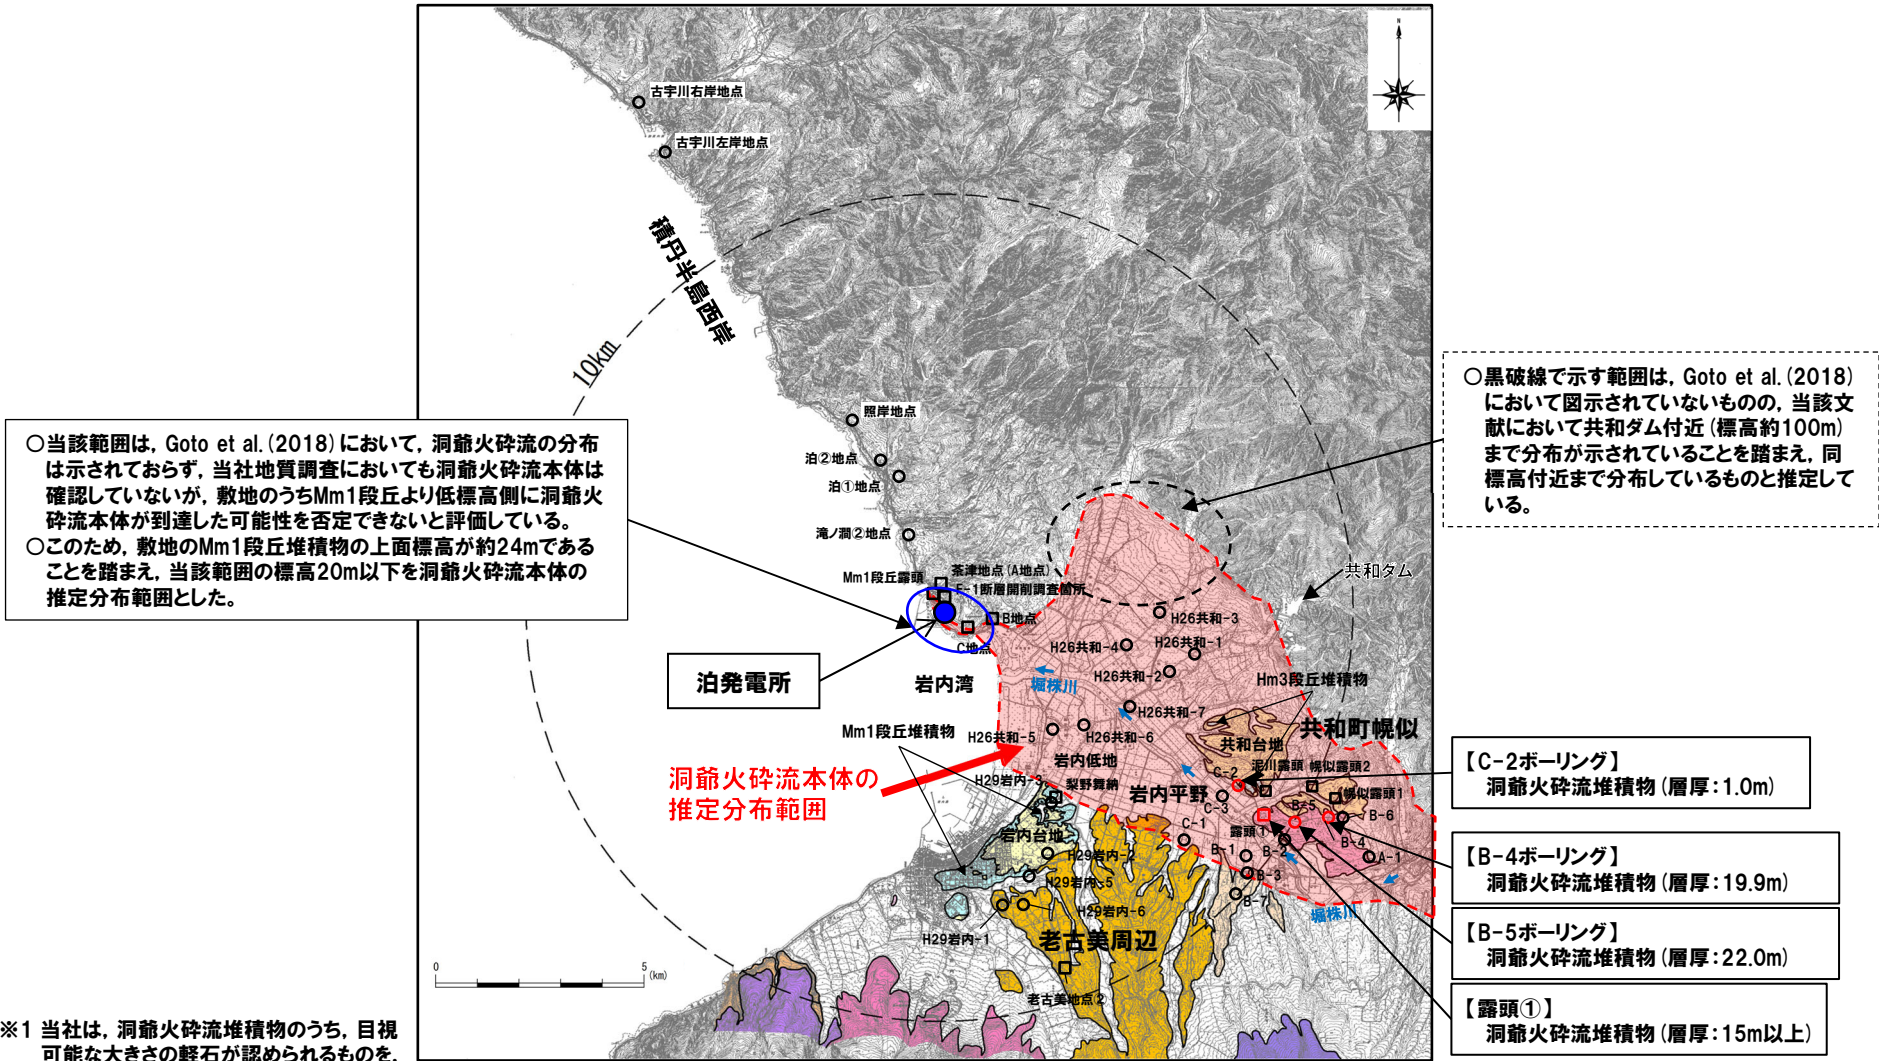 古宇川右岸地点
古宇川左岸地点
積丹半島西岸
10km
照岸地点
泊②地点
泊①地点
滝ノ澗②地点
○当該範囲は，Goto et al.(2018)において，洞爺火砕流の分布
は示されておらず，当社地質調査においても洞爺火砕流本体は
確認していないが，敷地のうちMm1段丘より低標高側に洞爺火
砕流本体が到達した可能性を否定できないと評価している。
○このため，敷地のMm1段丘堆積物の上面標高が約24mである
ことを踏まえ，当該範囲の標高20m以下を洞爺火砕流本体の
推定分布範囲とした。
○黒破線で示す範囲は，Goto et al.(2018)
において図示されていないものの，当該文
献において共和ダム付近(標高約100m)
まで分布が示されていることを踏まえ，同
標高付近まで分布しているものと推定して
いる。
共和ダム
Mm1段丘露頭
茶津地点(A地点)
F-1断層開削調査箇所
B地点
C地点
泊発電所
岩内湾
堀株川
H26共和-3
H26共和-4
H26共和-1
H26共和-2
H26共和-7
H26共和-5
H26共和-6
Hm3段丘堆積物
共和町幌似
共和台地
Mm1段丘堆積物
岩内低地
洞爺火砕流本体の
推定分布範囲
H29岩内-3
梨野舞納
岩内平野
C-2
泥川露頭
幌似露頭2
幌似露頭1
C-3
B-5
B-6
C-1
露頭①
B-4
B-1
B-2
A-1
B-3
B-7
堀株川
岩内台地
H29岩内-2
H29岩内-5
H29岩内-6
H29岩内-1
老古美周辺
老古美地点②
0
5
(km)
【C-2ボーリング】
洞爺火砕流堆積物(層厚：1.0m)
【B-4ボーリング】
洞爺火砕流堆積物(層厚：19.9m)
【B-5ボーリング】
洞爺火砕流堆積物(層厚：22.0m)
【露頭①】
洞爺火砕流堆積物(層厚：15m以上)
※1 当社は，洞爺火砕流堆積物のうち，目視
可能な大きさの軽石が認められるものを，